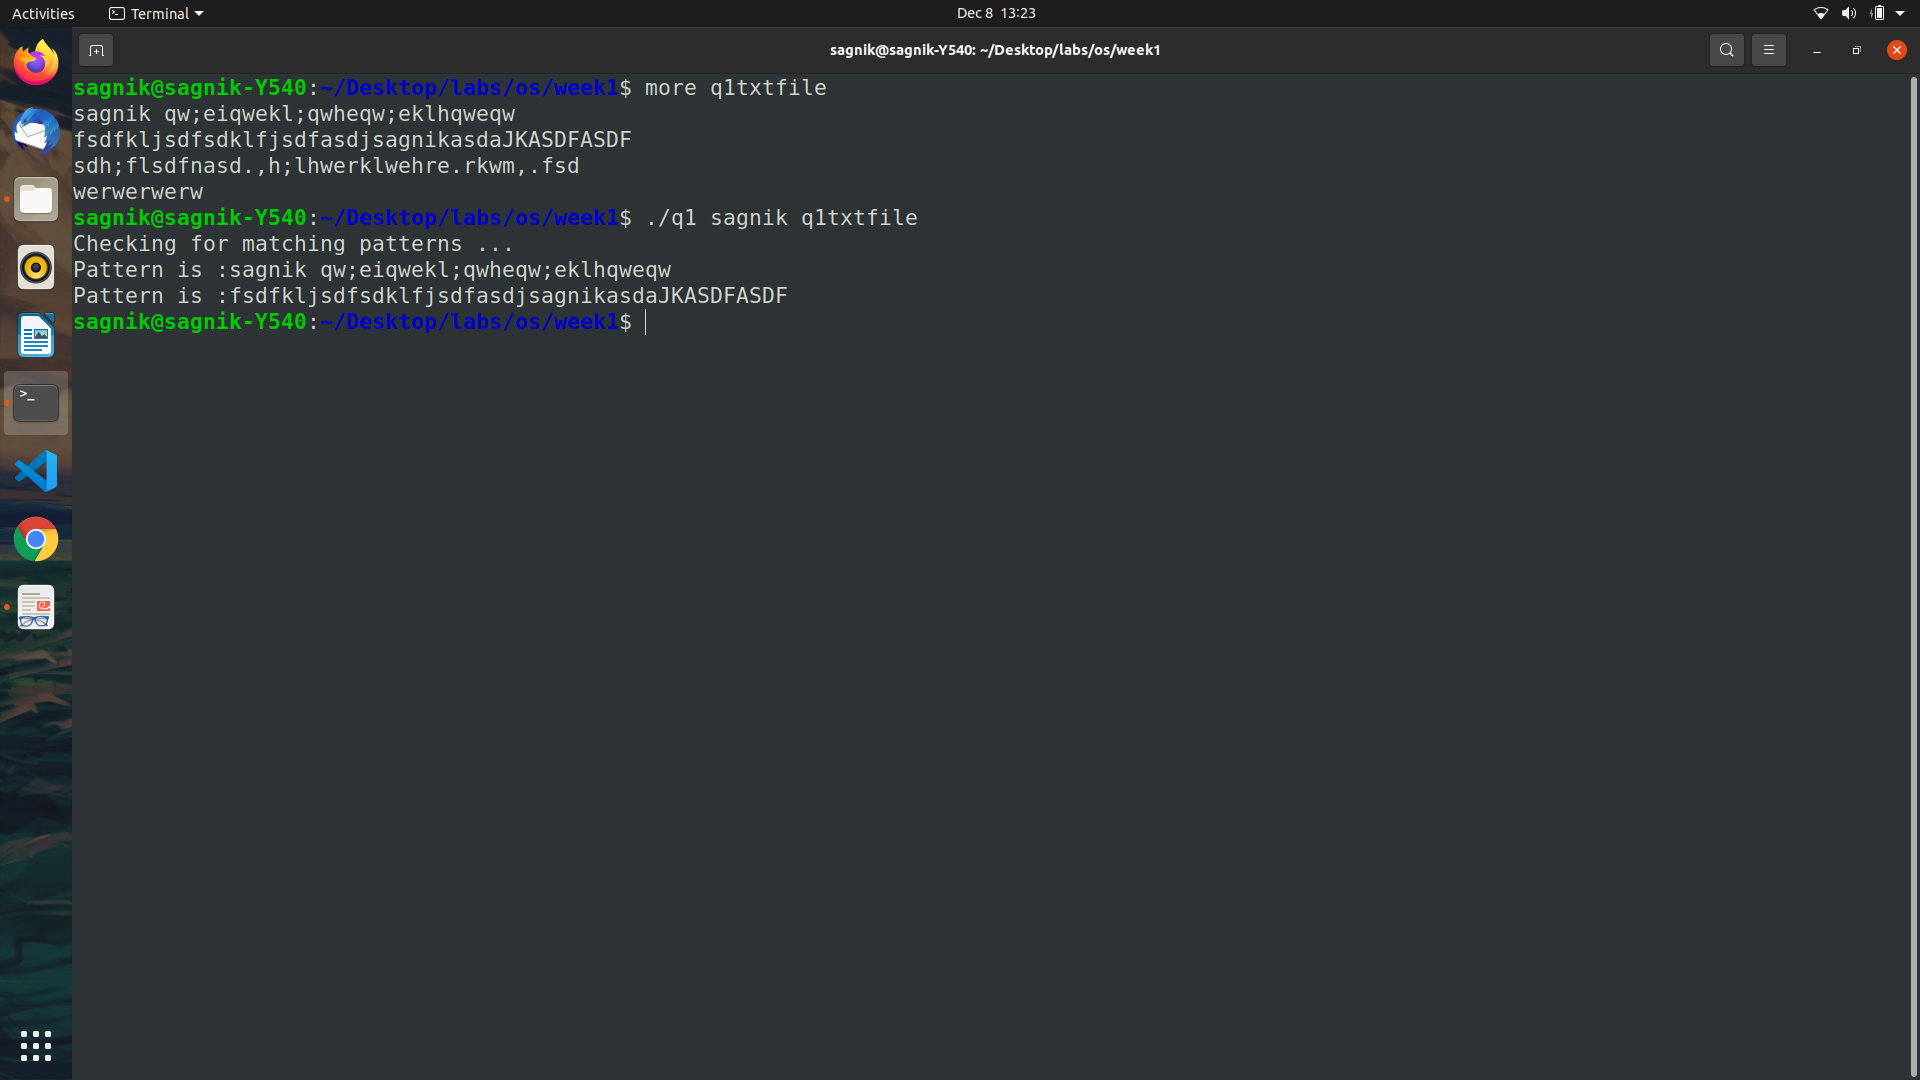 Activities Terminal Dec 8 13:23
sagnik@sagnik-Y540: ~/Desktop/labs/os/week1
sagnik@sagnik-Y540:~/Desktop/labs/os/week1$ more q1txtfile
sagnik qw;eiqwekl;qwheqw;eklhqweqw
fsdfkljsdfsdklfjsdfasdjsagnikasdaJKASDFASDF
sdh;flsdfnasd.,h;lhwerklwehre.rkwm,.fsd
werwerwerw
sagnik@sagnik-Y540:~/Desktop/labs/os/week1$ ./q1 sagnik q1txtfile
Checking for matching patterns ...
Pattern is :sagnik qw;eiqwekl;qwheqw;eklhqweqw
Pattern is :fsdfkljsdfsdklfjsdfasdjsagnikasdaJKASDFASDF
sagnik@sagnik-Y540:~/Desktop/labs/os/week1$